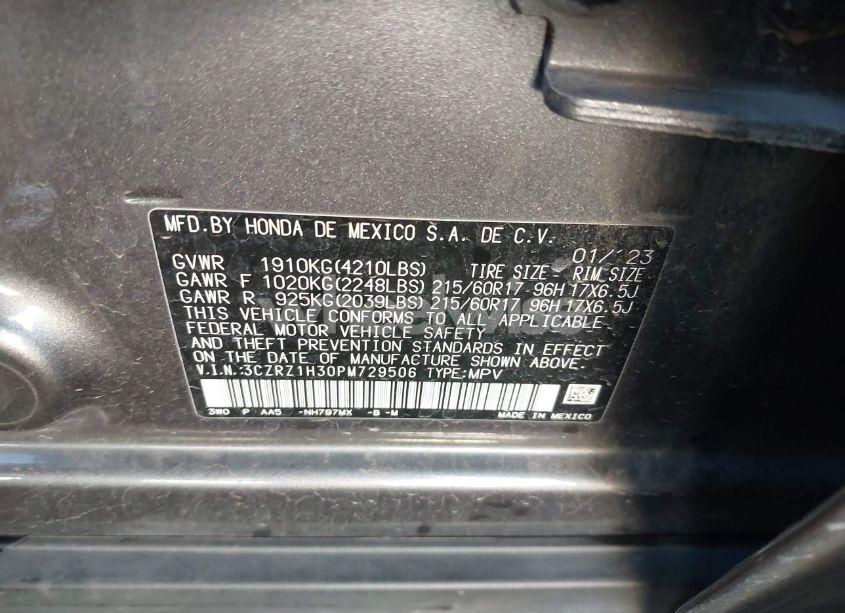 MFD.BY HONDA DE MEXICO S.A. DE C.V. 01/'23
GVWR 1910KG(4210LBS) TIRE SIZE RIM SIZE
GAWR F 1020KG(2248LBS) 215/60R17 96H 17X6.5J
GAWR R 925KG(2039LBS) 215/60R17 96H 17X6.5J
THIS VEHICLE CONFORMS TO ALL APPLICABLE
FEDERAL MOTOR VEHICLE SAFETY
AND THEFT PREVENTION STANDARDS IN EFFECT
ON THE DATE OF MANUFACTURE SHOWN ABOVE.
V.I.N.:3CZRZ1H30PM729506 TYPE:MPV
3W0 P AA5 -NH797MX -B -M MADE IN MEXICO